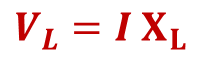 V_L = I X_L